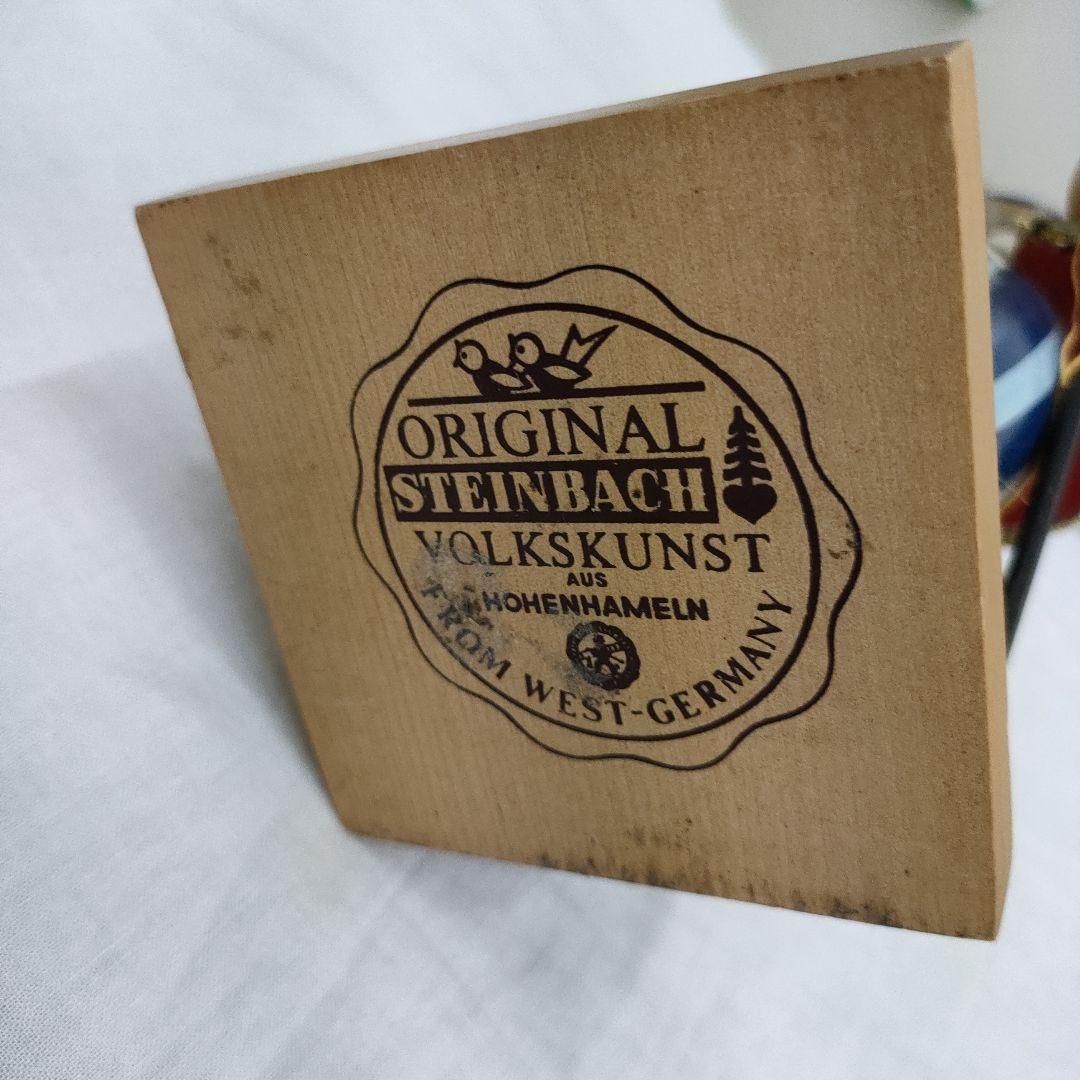 ORIGINAL
STEINBACH
VOLKSKUNST
AUS
HOHENHAMELN
FROM WEST-GERMANY